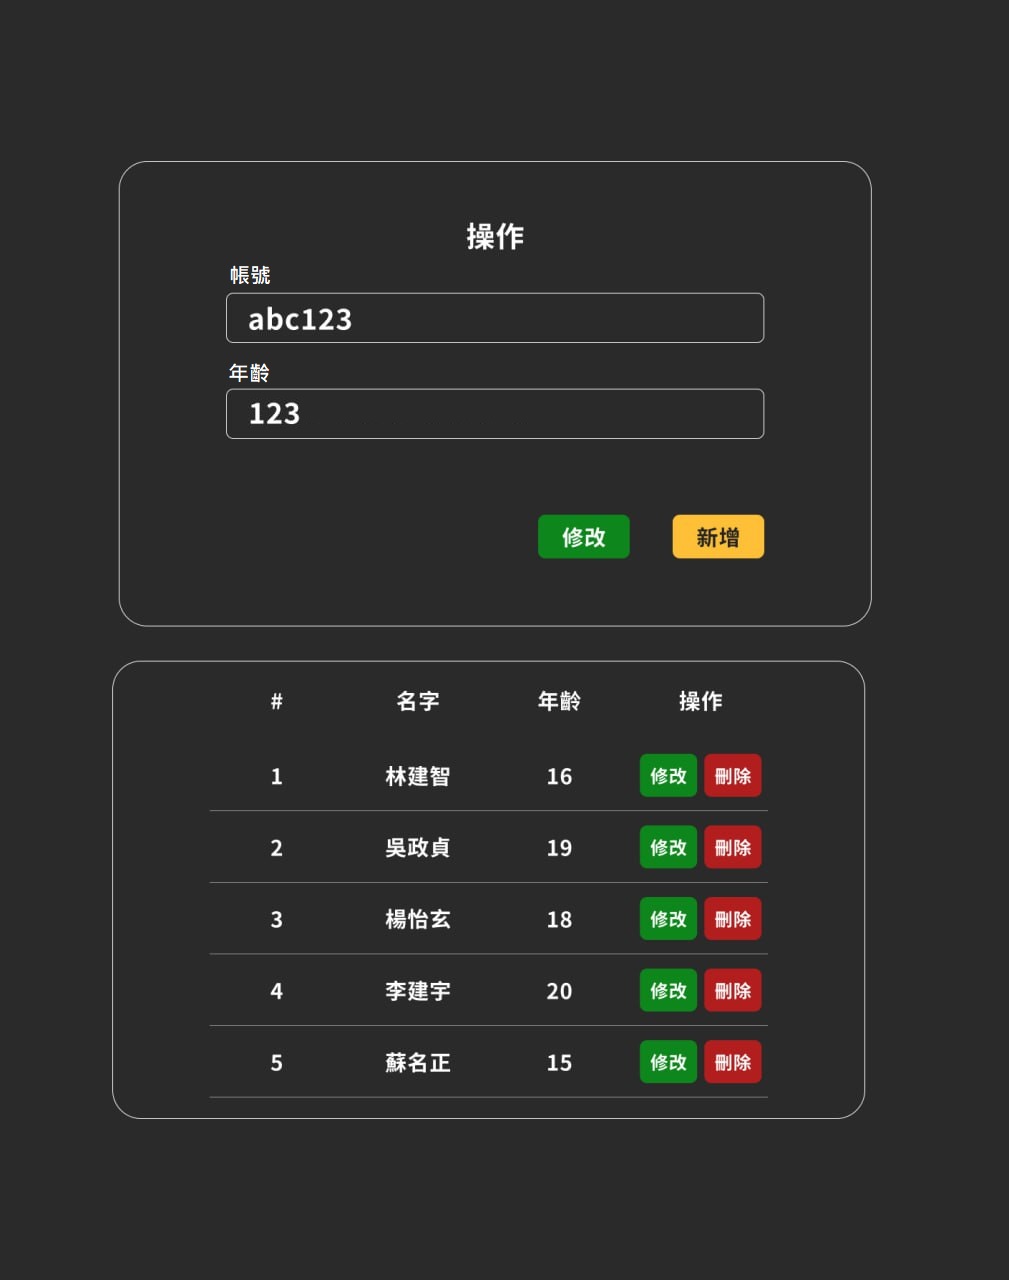 操作
帳號
abc123
年齡
123
修改 新增
# 名字 年齡 操作
1 林建智 16 修改 刪除
2 吳政貞 19 修改 刪除
3 楊怡玄 18 修改 刪除
4 李建宇 20 修改 刪除
5 蘇名正 15 修改 刪除